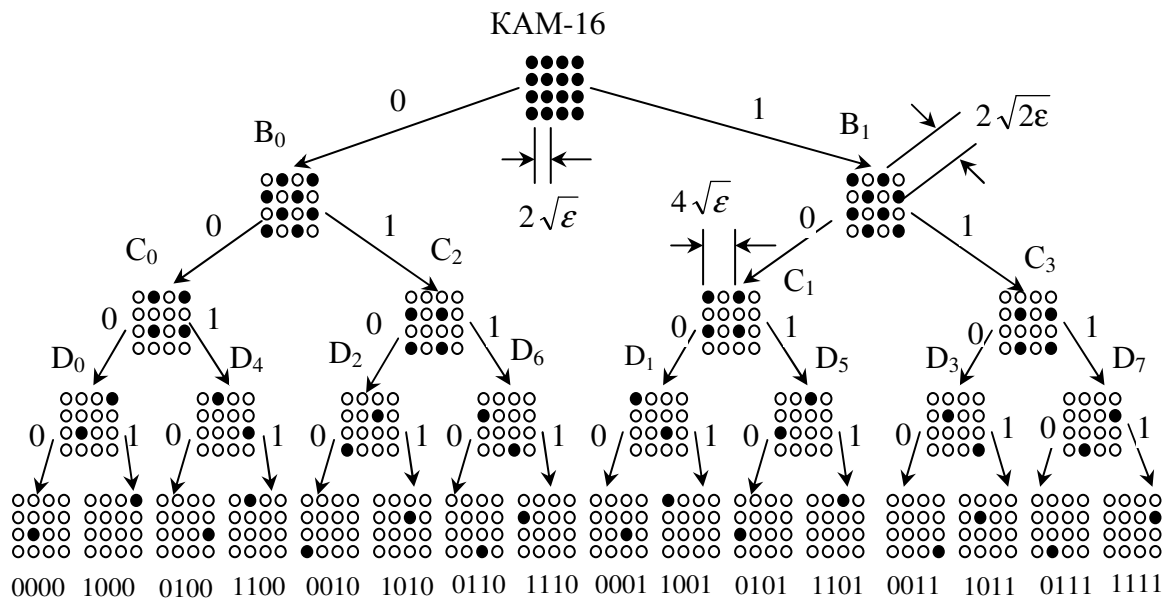 КАМ-16
0 1
B₀ B₁ 2√2ε
2√ε 4√ε
0 1 0 1
C₀ C₂ C₁ C₃
0 1 0 1 0 1 0 1
D₀ D₄ D₂ D₆ D₁ D₅ D₃ D₇
0 1 0 1 0 1 0 1 0 1 0 1 0 1 0 1
0000 1000 0100 1100 0010 1010 0110 1110 0001 1001 0101 1101 0011 1011 0111 1111